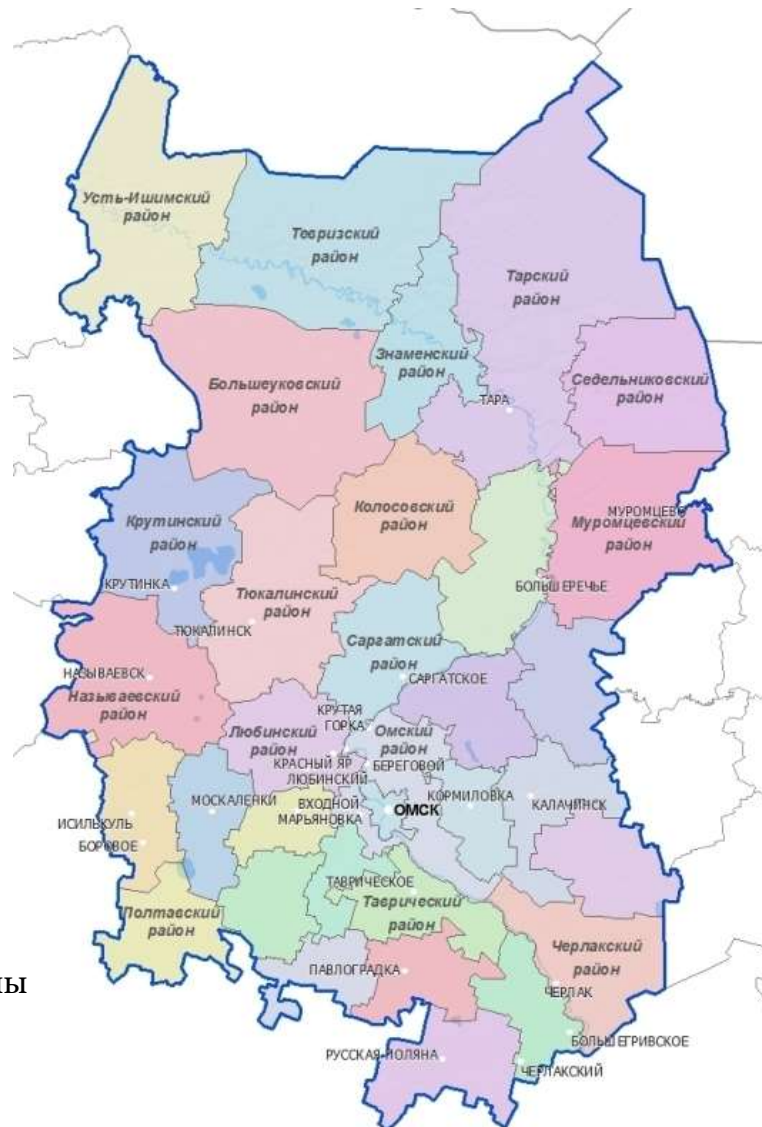 Усть-Ишимский
район
Тевризский
район
Тарский
район
Знаменский
район
Большеуковский
район
Седельниковский
район
ТАРА
Колосовский
район
Крутинский
район
МУРОМЦЕВО
Муромцевский
район
КРУТИНКА
БОЛЬШЕРЕЧЬЕ
Тюкалинский
район
ТЮКАЛИНСК
Саргатский
район
НАЗЫВАЕВСК
САРГАТСКОЕ
Называевский
район
КРУТАЯ
ГОРКА
Любинский
район
Омский
район
КРАСНЫЙ ЯР
БЕРЕГОВОЙ
ЛЮБИНСКИЙ
МОСКАЛЕНКИ
ВХОДНОЙ
КОРМИЛОВКА
КАЛАЧИНСК
ОМСК
МАРЬЯНОВКА
ИСИЛЬКУЛЬ
БОРОВОЕ
ТАВРИЧЕСКОЕ
Таврический
район
Полтавский
район
Черлакский
район
ПАВЛОГРАДКА
лы
ЧЕРЛАК
БОЛЬШЕГРИВСКОЕ
РУССКАЯ-ПОЛЯНА
ЧЕРЛАКСКИЙ